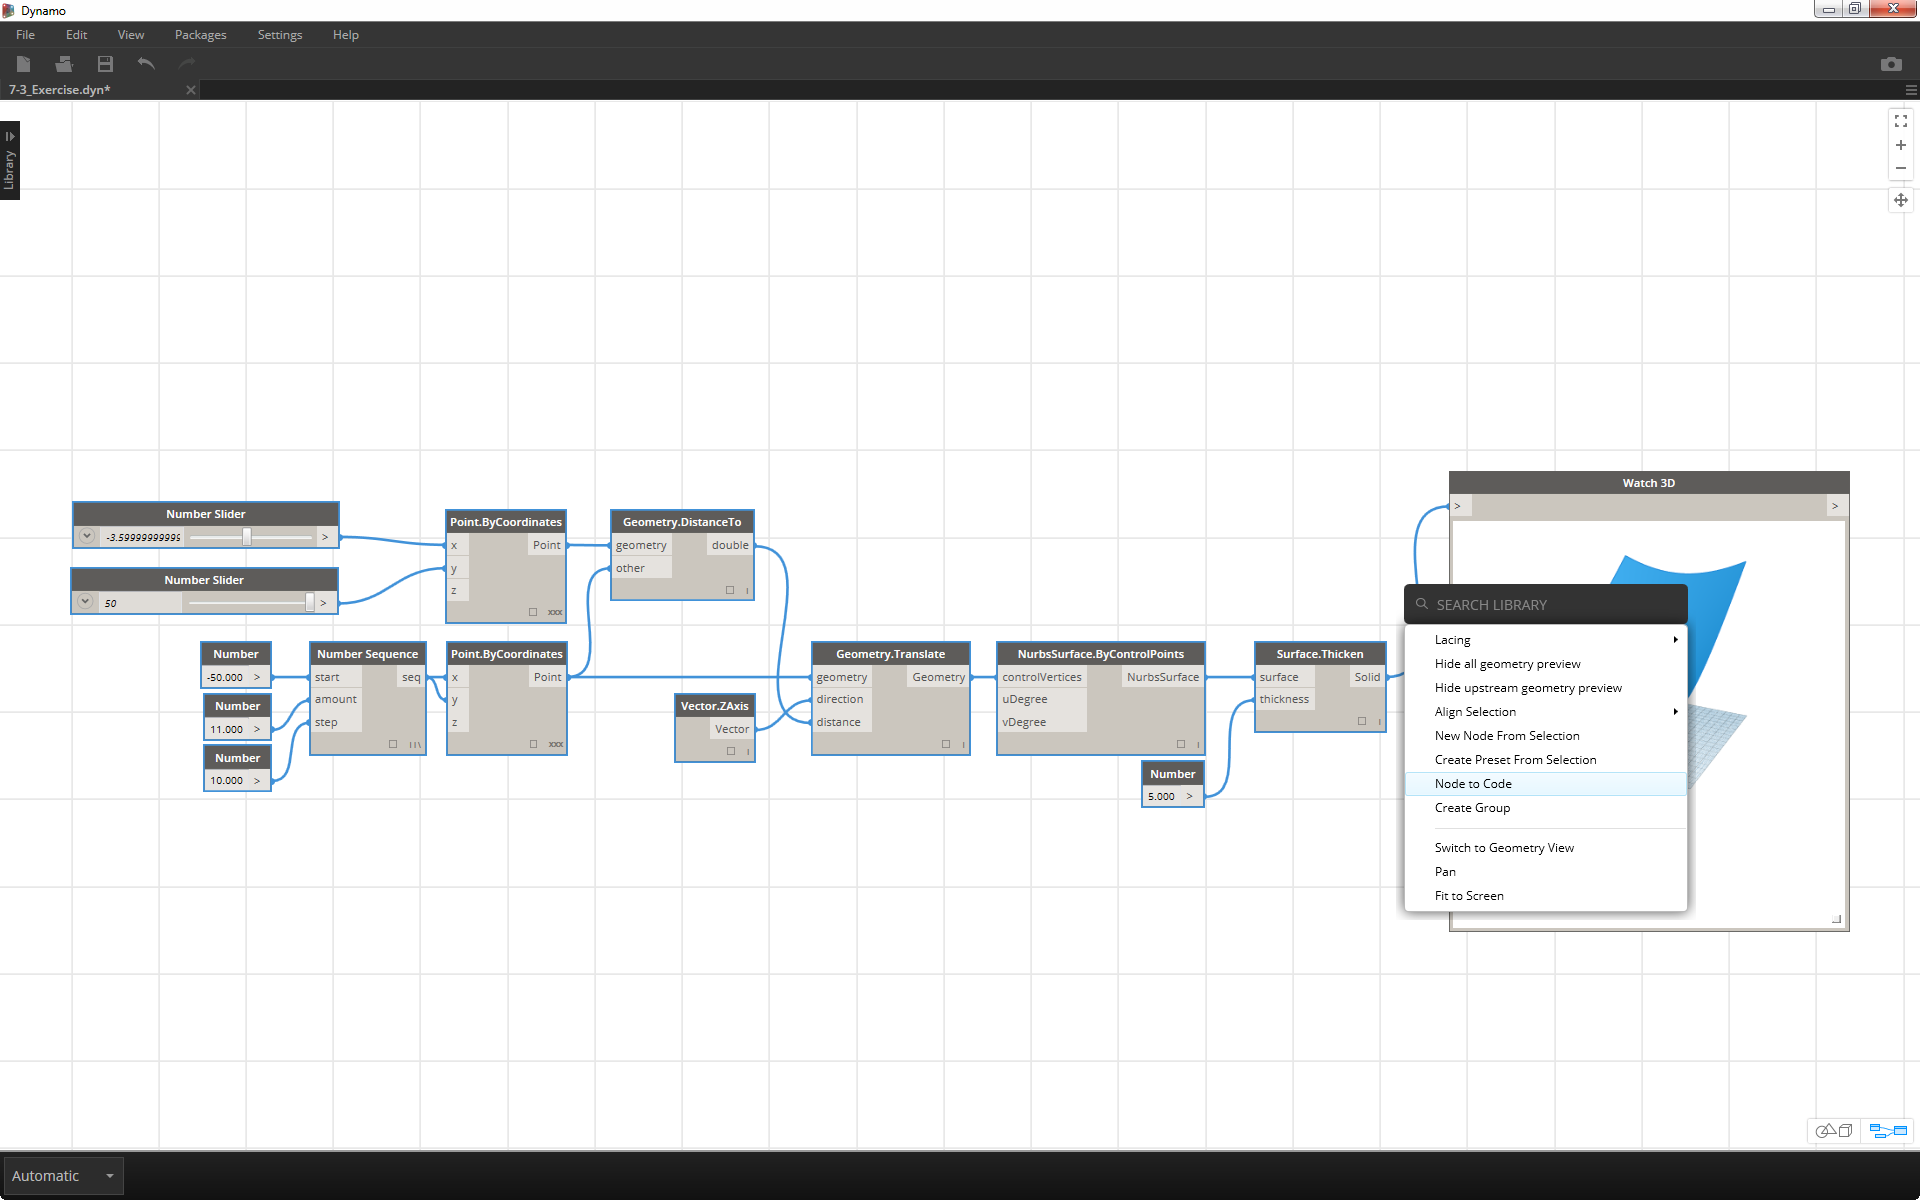 Dynamo
File Edit View Packages Settings Help
7-3_Exercise.dyn*
Library
Watch 3D
> >
Number Slider
-3.59999999999 >
Number Slider
50 >
Point.ByCoordinates
x Point
y
z
xxx
Geometry.DistanceTo
geometry double
other
Number
-50.000 >
Number
11.000 >
Number
10.000 >
Number Sequence
start seq
amount
step
Point.ByCoordinates
x Point
y
z
xxx
Vector.ZAxis
Vector
Geometry.Translate
geometry Geometry
direction
distance
NurbsSurface.ByControlPoints
controlVertices NurbsSurface
uDegree
vDegree
Number
5.000 >
Surface.Thicken
surface Solid
thickness
SEARCH LIBRARY
Lacing
Hide all geometry preview
Hide upstream geometry preview
Align Selection
New Node From Selection
Create Preset From Selection
Node to Code
Create Group
Switch to Geometry View
Pan
Fit to Screen
Automatic